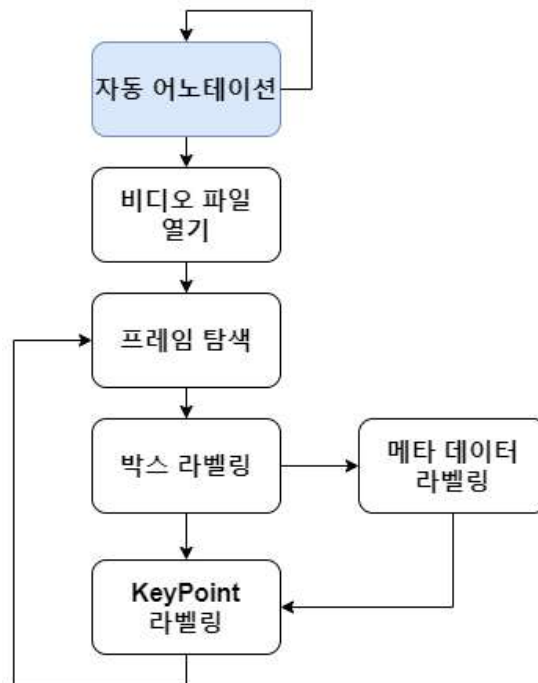 자동 어노테이션
비디오 파일
열기
프레임 탐색
박스 라벨링
메타 데이터
라벨링
KeyPoint
라벨링